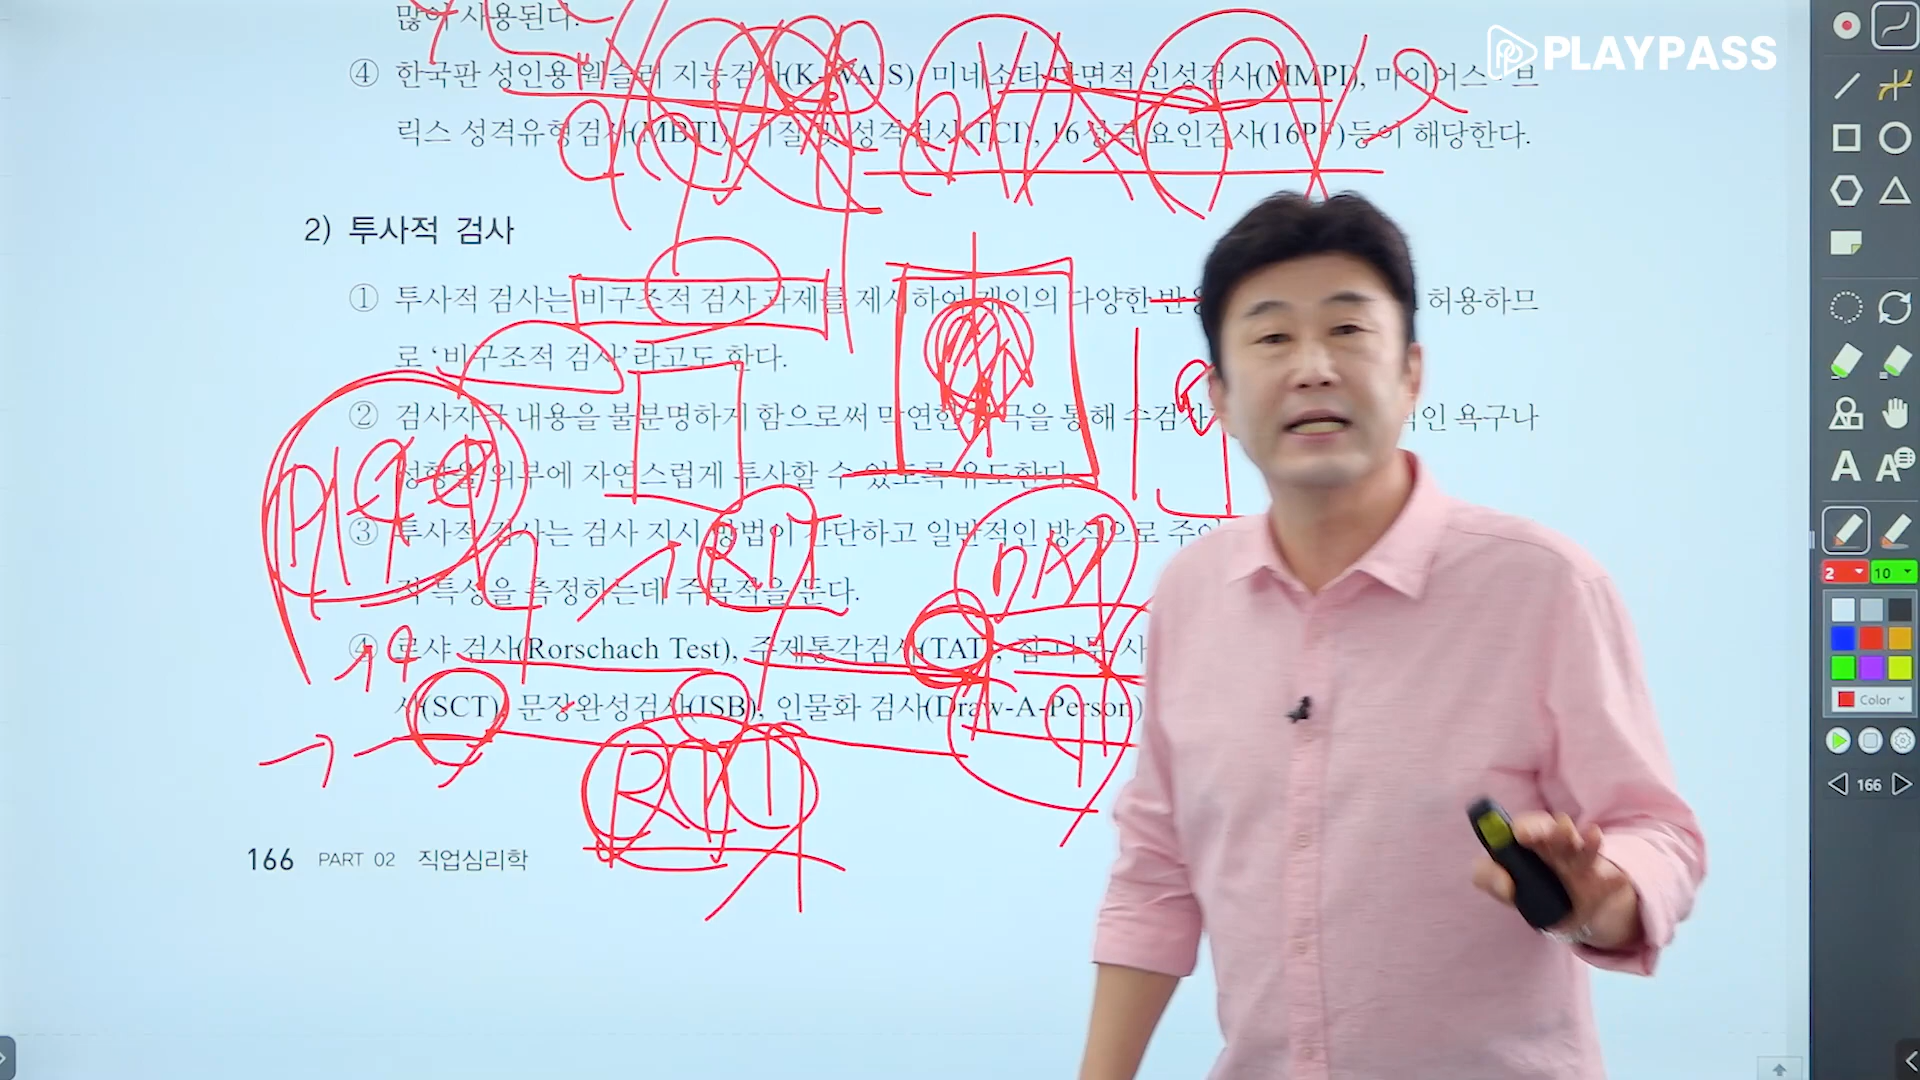 많이 사용된다.
PLAYPASS
④ 한국판 성인용 웩슬러 지능검사(K-WAIS), 미네소타 다면적 인성검사(MMPI), 마이어스-브
릭스 성격유형검사(MBTI), 기질 및 성격검사(TCI), 16성격 요인검사(16PF)등이 해당한다.
2) 투사적 검사
① 투사적 검사는 비구조적 검사 과제를 제시하여 개인의 다양한 허용하므
로 ‘비구조적 검사’라고도 한다.
② 검사자극 내용을 불분명하게 함으로써 막연한 자극을 통해 수검사 인 욕구나
성향을 외부에 자연스럽게 투사할 수 있도록 유도한다.
③ 투사적 검사는 검사 지시 방법이 간단하고 일반적인 방식으로
적 특성을 측정하는데 주목적을 둔다.
④ 로샤 검사(Rorschach Test), 주제통각검사(TAT), 집-나무-사
사(SCT), 문장완성검사(ISB), 인물화 검사(Draw-A-Person)
166 PART 02 직업심리학
2
10
Color
166